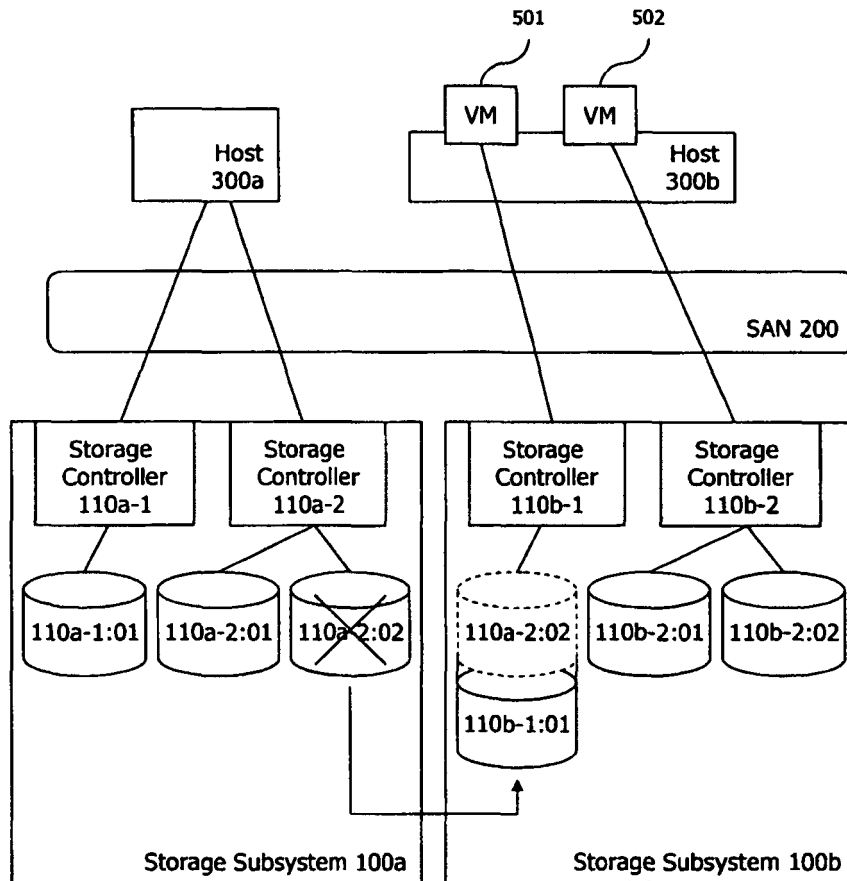 501
502
VM
VM
Host
300a
Host
300b
SAN 200
Storage
Controller
110a-1
Storage
Controller
110a-2
Storage
Controller
110b-1
Storage
Controller
110b-2
110a-1:01
110a-2:01
110a-2:02
110a-2:02
110b-2:01
110b-2:02
110b-1:01
Storage Subsystem 100a
Storage Subsystem 100b